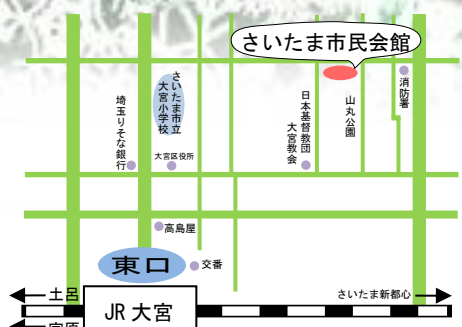 さいたま市民会館
さいたま市立
大宮小学校
消防署
埼玉りそな銀行
日本基督教団
大宮教会
山丸公園
大宮区役所
高島屋
東口
交番
土呂
さいたま新都心
JR 大宮
宮原